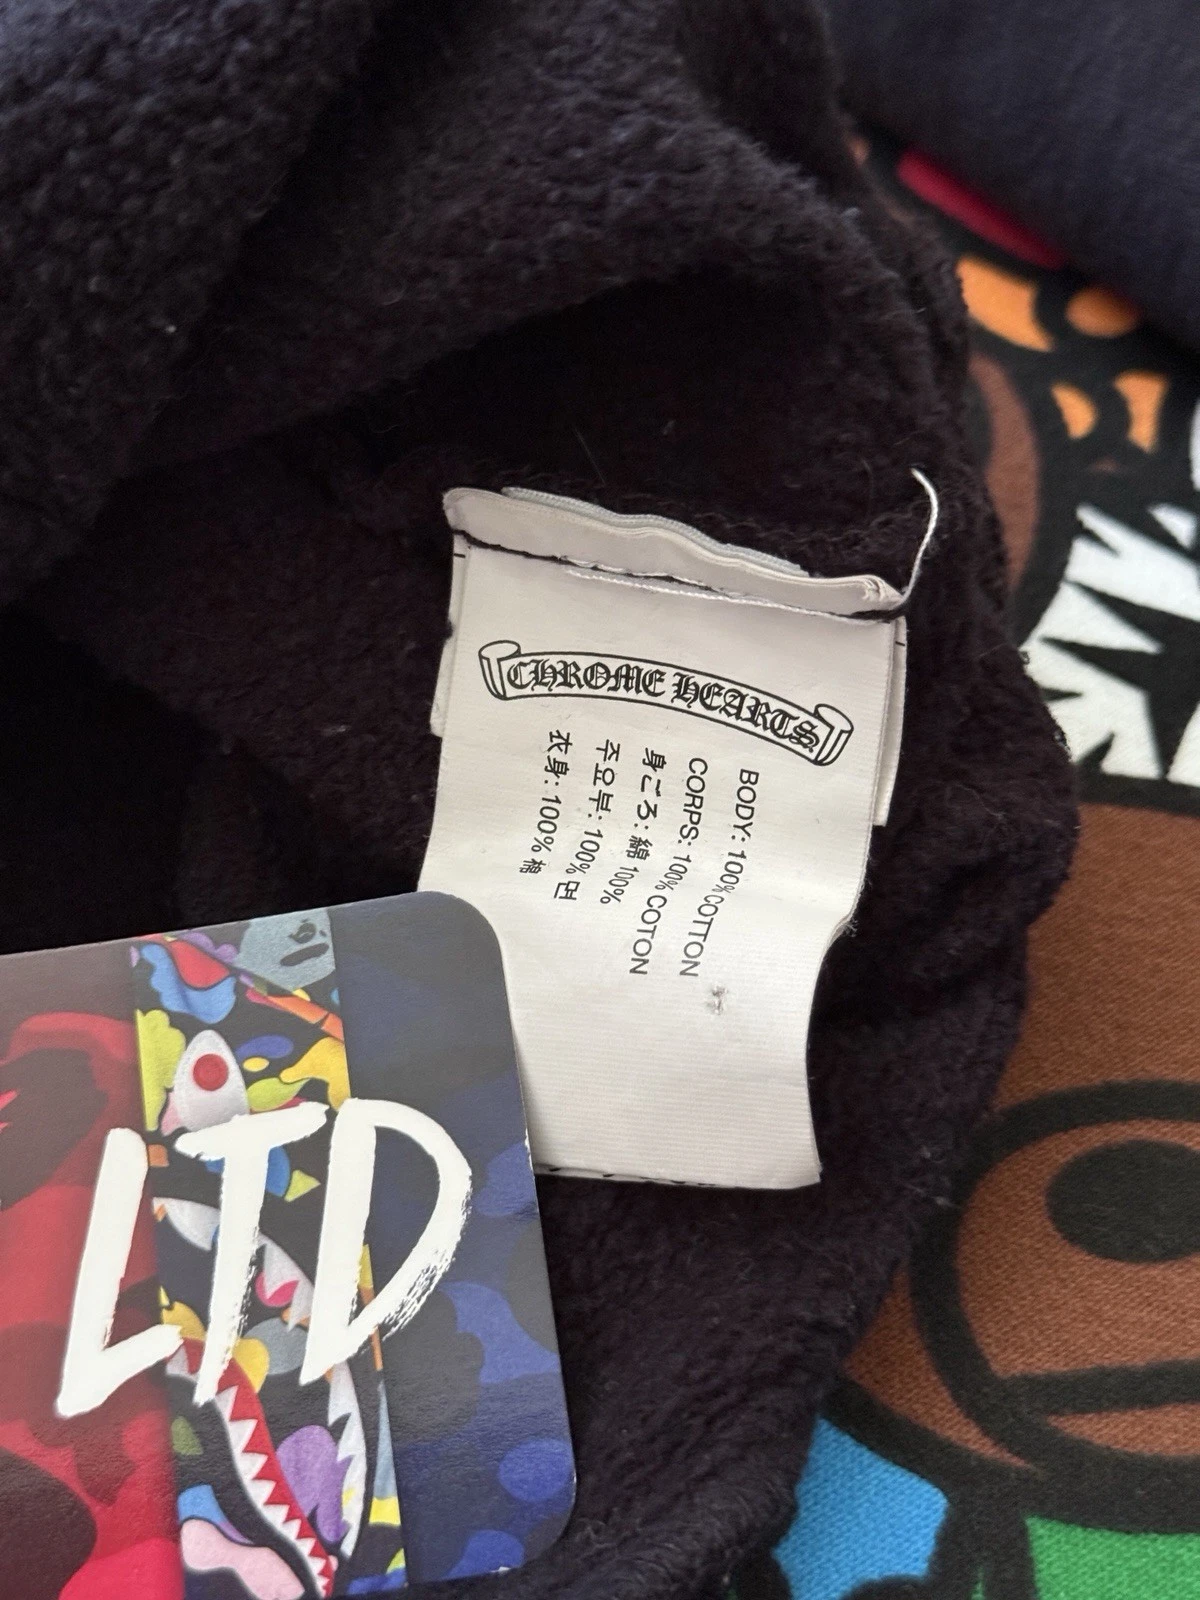 CHROME HEARTS
BODY: 100%COTTON
CORPS: 100% COTON
身ごろ: 綿 100%
주요부: 100% 면
衣身: 100% 棉
LTD